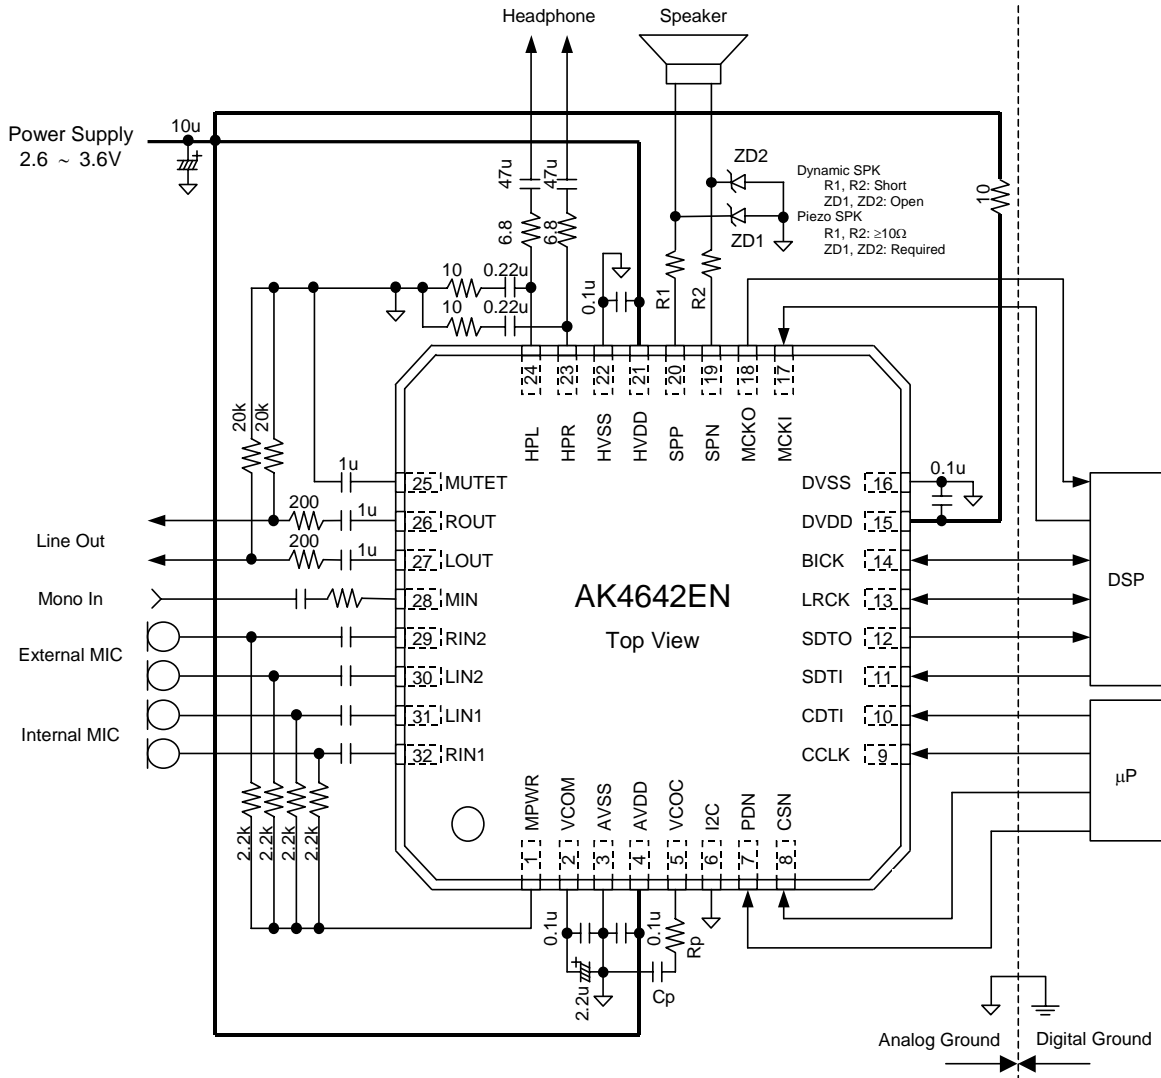 Headphone
Speaker
Power Supply
2.6 ~ 3.6V
10u
47u
47u
6.8
6.8
ZD2
ZD1
Dynamic SPK
R1, R2: Short
ZD1, ZD2: Open
Piezo SPK
R1, R2: ≥10Ω
ZD1, ZD2: Required
10
10
0.22u
10
0.22u
0.1u
R1
R2
24
23
22
21
20
19
18
17
HPL
HPR
HVSS
HVDD
SPP
SPN
MCKO
MCKI
20k
20k
1u
25
MUTET
200
1u
26
ROUT
200
1u
27
LOUT
28
MIN
29
RIN2
30
LIN2
31
LIN1
32
RIN1
Line Out
Mono In
External MIC
Internal MIC
AK4642EN
Top View
DVSS
16
0.1u
DVDD
15
BICK
14
LRCK
13
SDTO
12
SDTI
11
CDTI
10
CCLK
9
DSP
µP
2.2k
2.2k
2.2k
2.2k
MPWR
VCOM
AVSS
AVDD
VCOC
I2C
PDN
CSN
1
2
3
4
5
6
7
8
0.1u
0.1u
Rp
2.2u
+
Cp
+
Analog Ground
Digital Ground